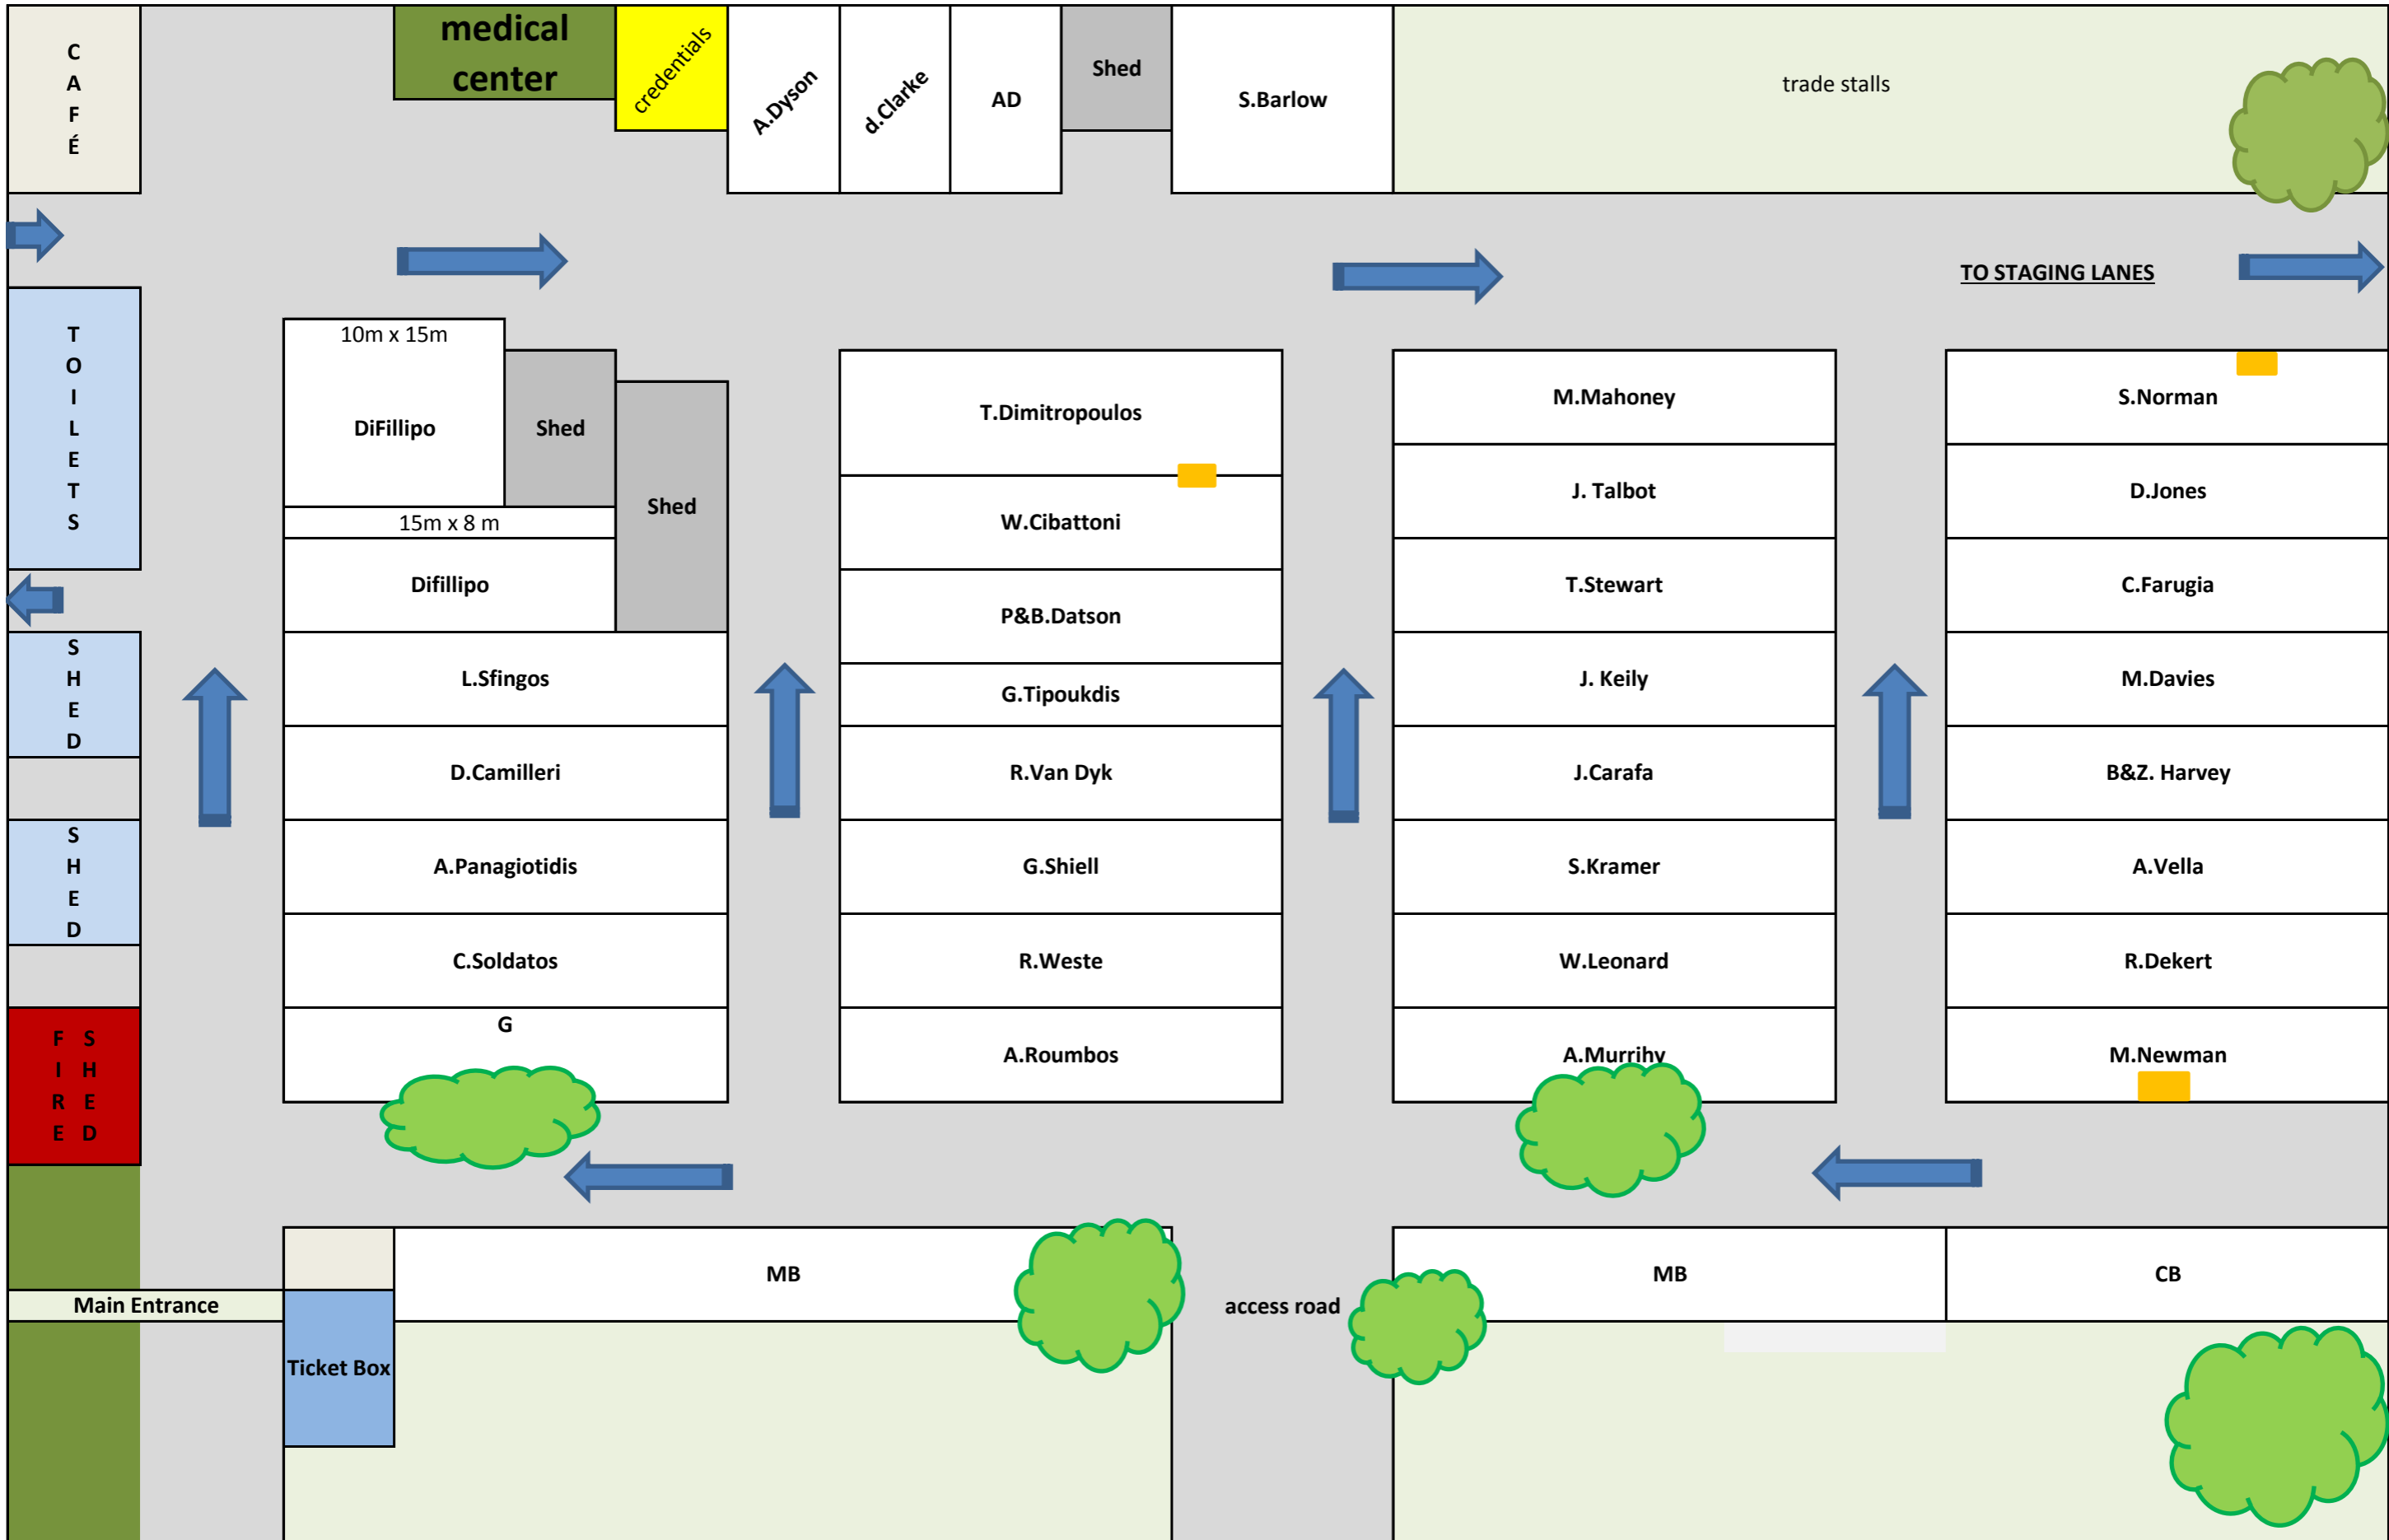 CAFÉ
medical
center
credentials
A.Dyson
d.Clarke
AD
Shed
S.Barlow
trade stalls
TO STAGING LANES
TOILETS
SHED
SHED
FIRE SHED
10m x 15m
DiFillipo
Shed
Shed
15m x 8 m
Difillipo
L.Sfingos
D.Camilleri
A.Panagiotidis
C.Soldatos
G
T.Dimitropoulos
W.Cibattoni
P&B.Datson
G.Tipoukdis
R.Van Dyk
G.Shiell
R.Weste
A.Roumbos
M.Mahoney
J. Talbot
T.Stewart
J. Keily
J.Carafa
S.Kramer
W.Leonard
A.Murrihy
S.Norman
D.Jones
C.Farugia
M.Davies
B&Z. Harvey
A.Vella
R.Dekert
M.Newman
MB
MB
CB
Main Entrance
access road
Ticket Box